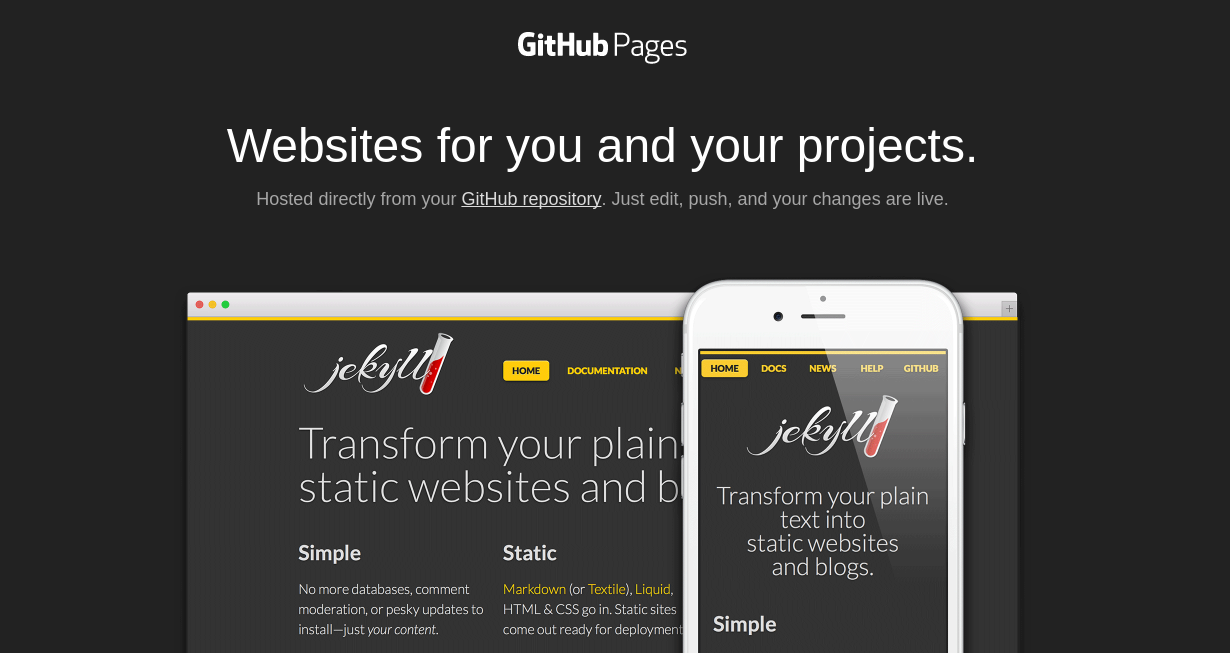 GitHub Pages
Websites for you and your projects.
Hosted directly from your GitHub repository. Just edit, push, and your changes are live.
jekyll
HOME DOCUMENTATION
Transform your plain
static websites and b
Simple
No more databases, comment
moderation, or pesky updates to
install—just your content.
Static
Markdown (or Textile), Liquid,
HTML & CSS go in. Static sites
come out ready for deployment
HOME DOCS NEWS HELP GITHUB
jekyll
Transform your plain
text into
static websites
and blogs.
Simple